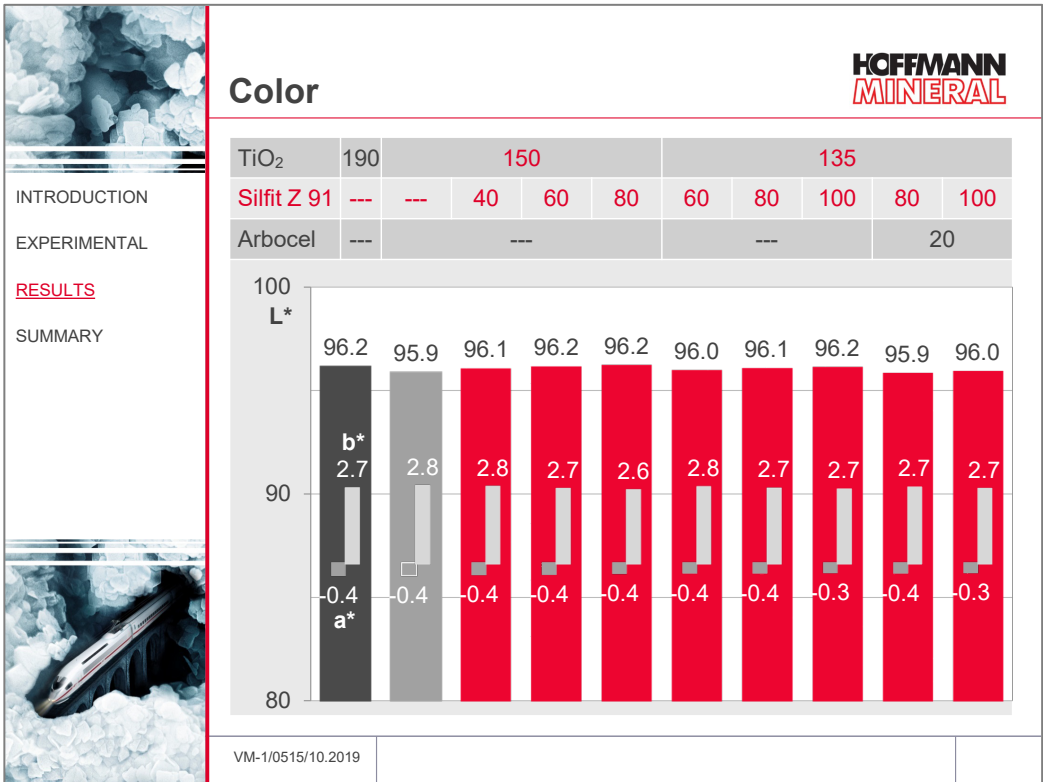 Color
HOFFMANN
MINERAL
INTRODUCTION
EXPERIMENTAL
RESULTS
SUMMARY
TiO₂ 190 150 135
Silfit Z 91 --- --- 40 60 80 60 80 100 80 100
Arbocel --- --- --- 20
100
L*
96.2 95.9 96.1 96.2 96.2 96.0 96.1 96.2 95.9 96.0
b*
2.7 2.8 2.8 2.7 2.6 2.8 2.7 2.7 2.7 2.7
90
-0.4 -0.4 -0.4 -0.4 -0.4 -0.4 -0.4 -0.3 -0.4 -0.3
a*
80
VM-1/0515/10.2019